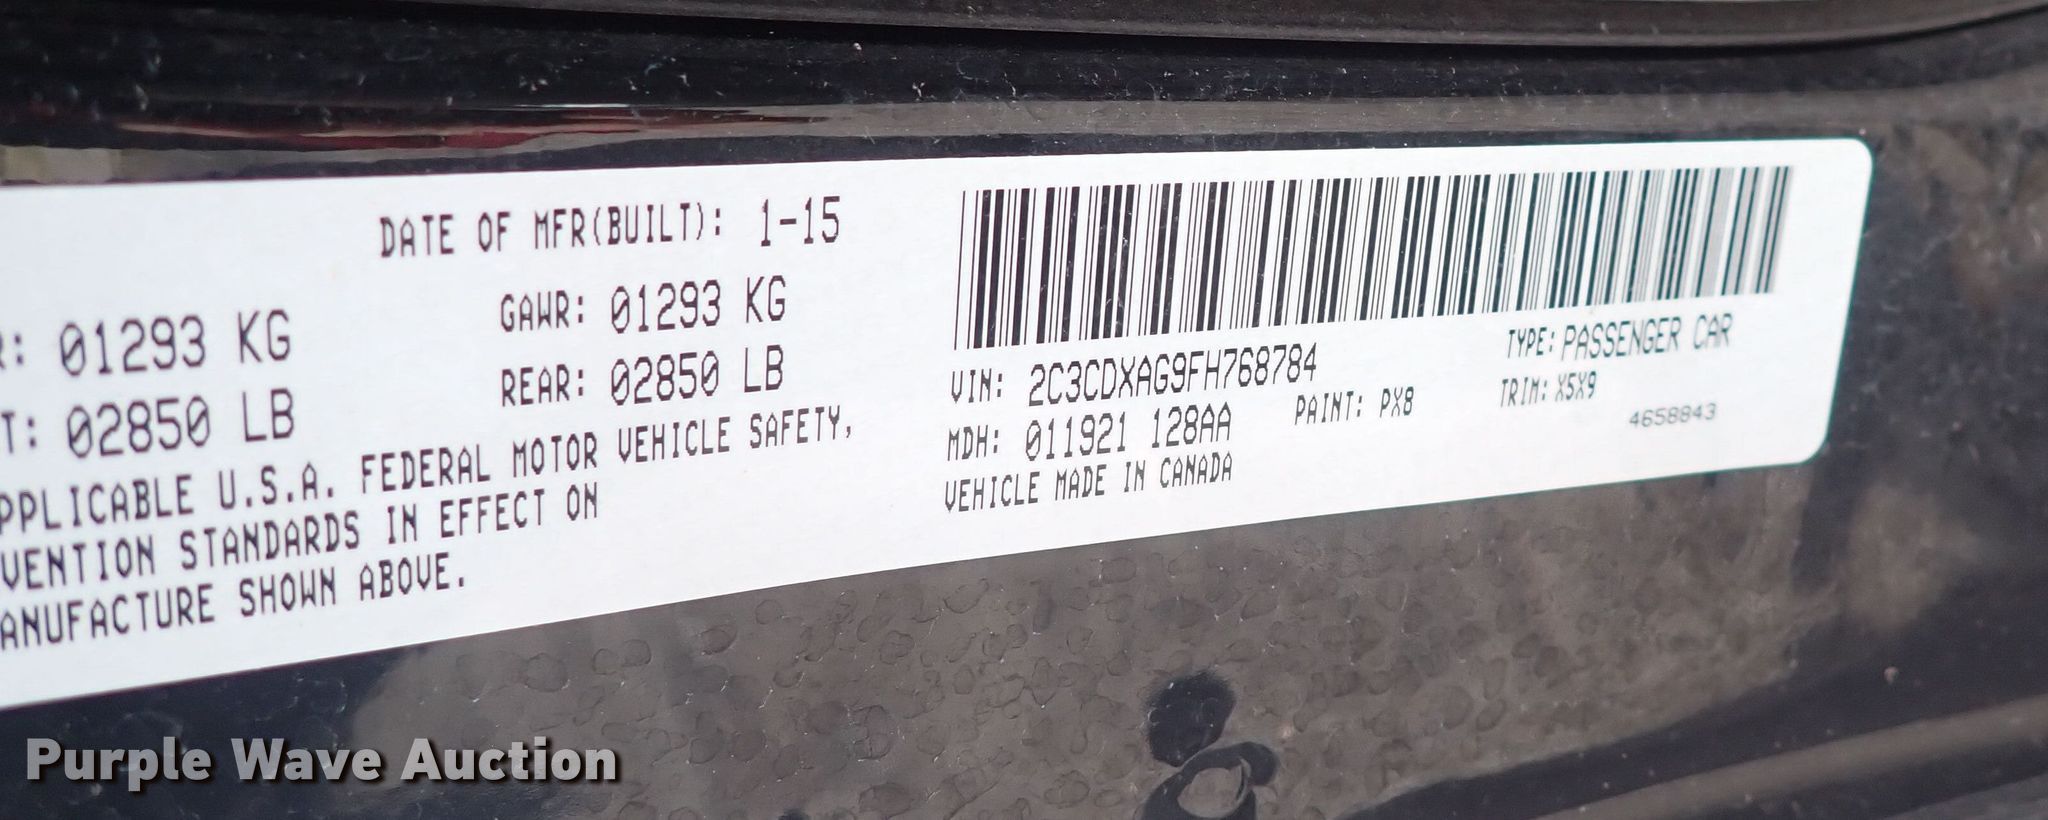 DATE OF MFR(BUILT): 1-15
R: 01293 KG
T: 02850 LB
GAWR: 01293 KG
REAR: 02850 LB
PPLICABLE U.S.A. FEDERAL MOTOR VEHICLE SAFETY,
VENTION STANDARDS IN EFFECT ON
ANUFACTURE SHOWN ABOVE.
VIN: 2C3CDXAG9FH768784
TYPE: PASSENGER CAR
MDH: 011921 128AA
PAINT: PX8
TRIM: X5X9
VEHICLE MADE IN CANADA
4658843
Purple Wave Auction